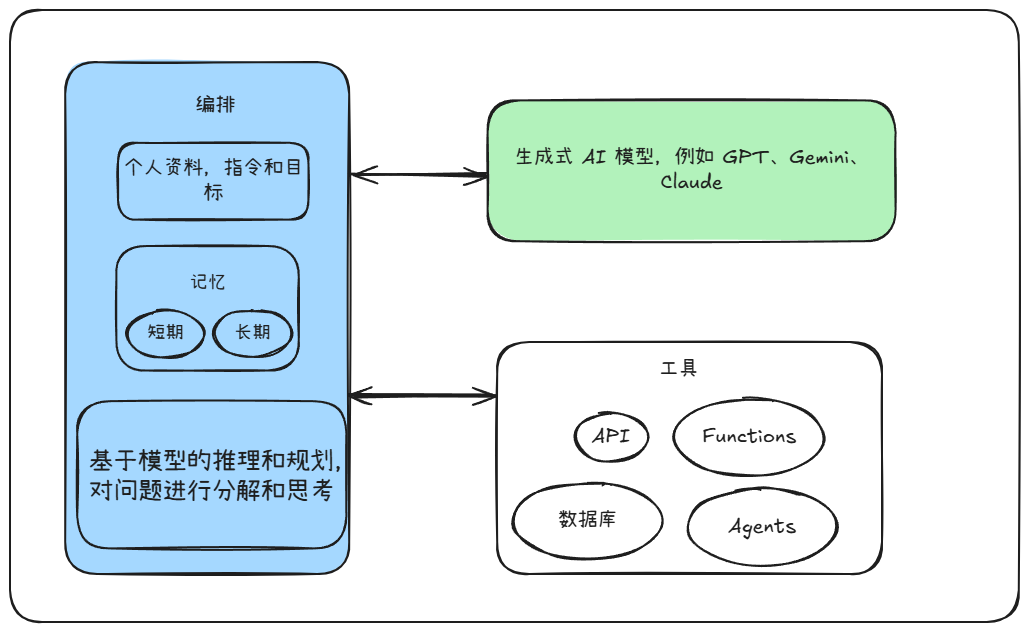 编排
个人资料，指令和目
标
记忆
短期
长期
基于模型的推理和规划，
对问题进行分解和思考
生成式 AI 模型，例如 GPT、Gemini、
Claude
工具
API
Functions
数据库
Agents